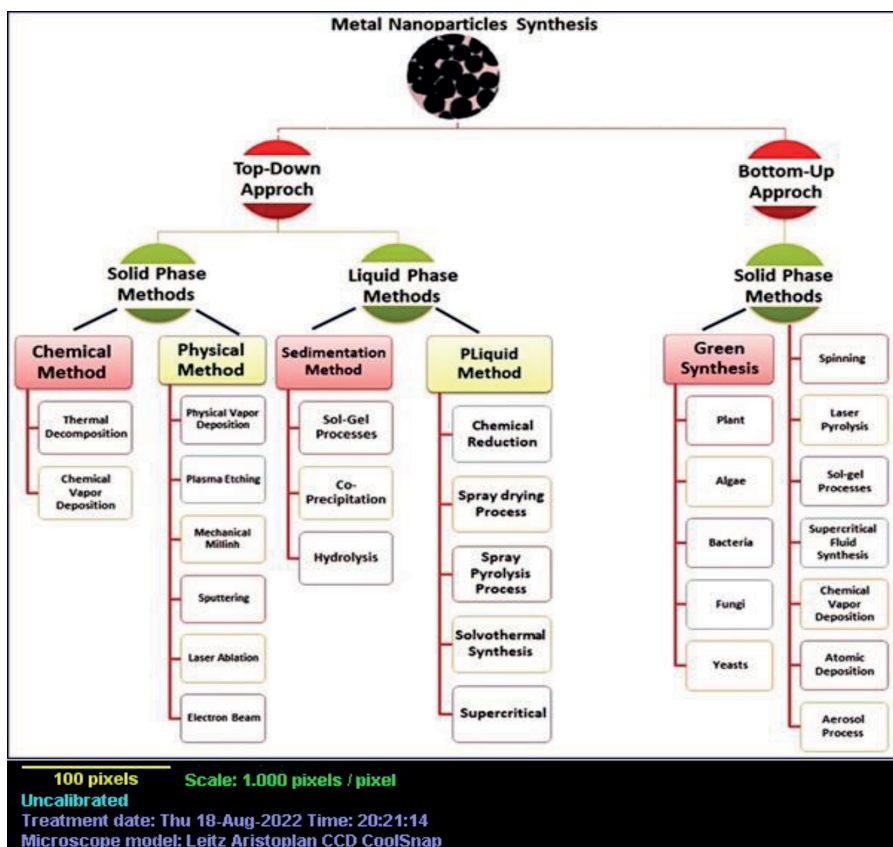 Metal Nanoparticles Synthesis
Top-Down
Approch
Bottom-Up
Approch
Solid Phase
Methods
Liquid Phase
Methods
Solid Phase
Methods
Chemical
Method
Thermal
Decomposition
Chemical
Vapor
Deposition
Physical
Method
Physical Vapor
Deposition
Plasma Etching
Mechanical
Millinh
Sputtering
Laser Ablation
Electron Beam
Sedimentation
Method
Sol-Gel
Processes
Co-
Precipitation
Hydrolysis
PLiquid
Method
Chemical
Reduction
Spray drying
Process
Spray
Pyrolysis
Process
Solvothermal
Synthesis
Supercritical
Green
Synthesis
Plant
Algae
Bacteria
Fungi
Yeasts
Spinning
Laser
Pyrolysis
Sol-gel
Processes
Supercritical
Fluid Synthesis
Chemical
Vapor
Deposition
Atomic
Deposition
Aerosol
Process
100 pixels Scale: 1.000 pixels / pixel
Uncalibrated
Treatment date: Thu 18-Aug-2022 Time: 20:21:14
Microscope model: Leitz Aristoplan CCD CoolSnap